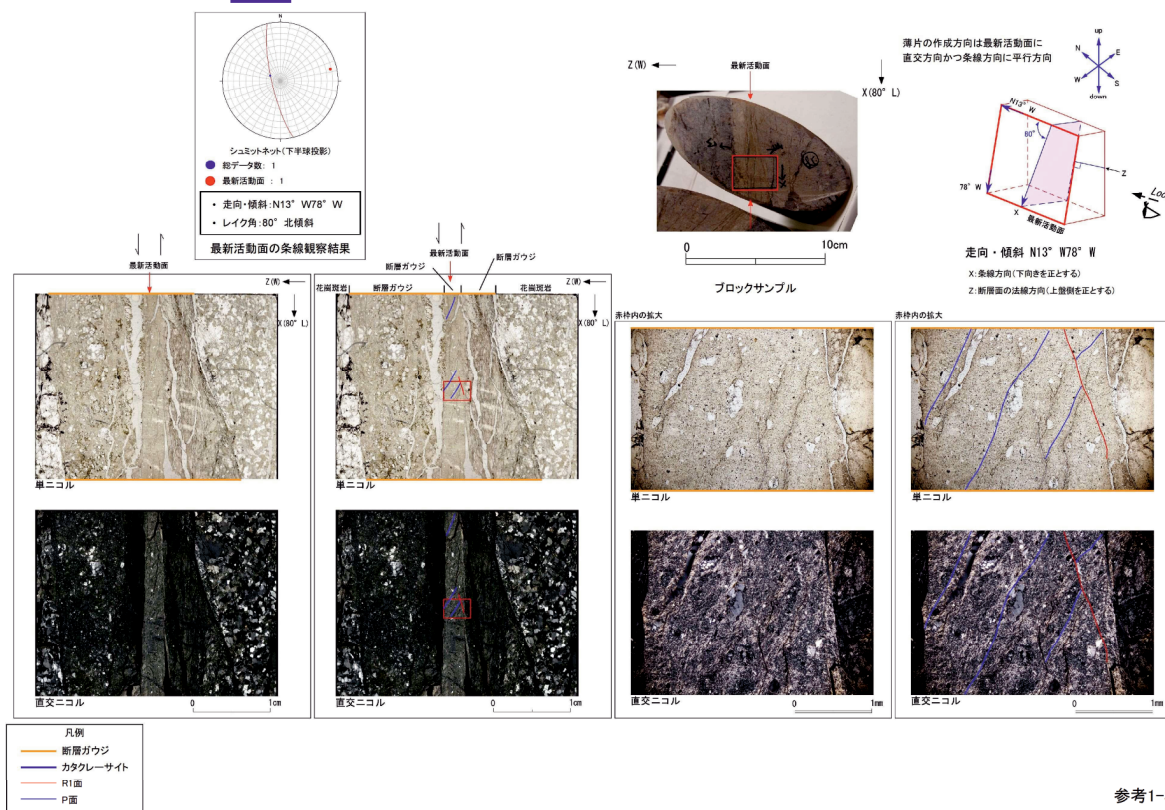 N
シュミットネット(下半球投影)
総データ数: 1
最新活動面 : 1
・ 走向・傾斜:N13° W78° W
・ レイク角:80° 北傾斜
最新活動面の条線観察結果
Z(W)
最新活動面
X(80° L)
0
10cm
ブロックサンプル
薄片の作成方向は最新活動面に
直交方向かつ条線方向に平行方向
up
N
E
W
S
down
N13° W
80°
78° W
Z
X
最新活動面
走向・傾斜 N13° W78° W
X:条線方向(下向きを正とする)
Z:断層面の法線方向(上盤側を正とする)
最新活動面
Z(W)
X(80° L)
単ニコル
直交ニコル
0
1cm
最新活動面
断層ガウジ
断層ガウジ
花崗斑岩
断層ガウジ
花崗斑岩
Z(W)
X(80° L)
単ニコル
直交ニコル
0
1cm
赤枠内の拡大
単ニコル
直交ニコル
0
1mm
赤枠内の拡大
単ニコル
直交ニコル
0
1mm
凡例
断層ガウジ
カタクレーサイト
R1面
P面
参考1-